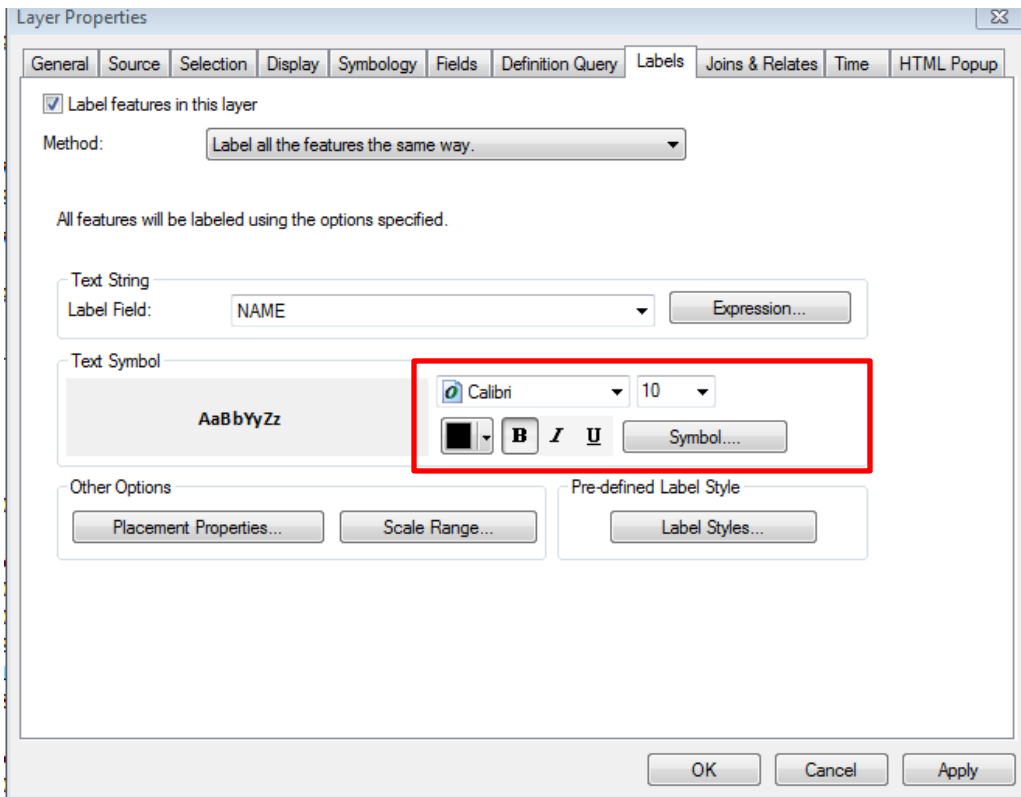 Layer Properties
General Source Selection Display Symbology Fields Definition Query Labels Joins & Relates Time HTML Popup
Label features in this layer
Method: Label all the features the same way.
All features will be labeled using the options specified.
Text String
Label Field: NAME Expression...
Text Symbol
AaBbYyZz
O Calibri 10
B I U Symbol....
Other Options
Placement Properties... Scale Range...
Pre-defined Label Style
Label Styles...
OK Cancel Apply